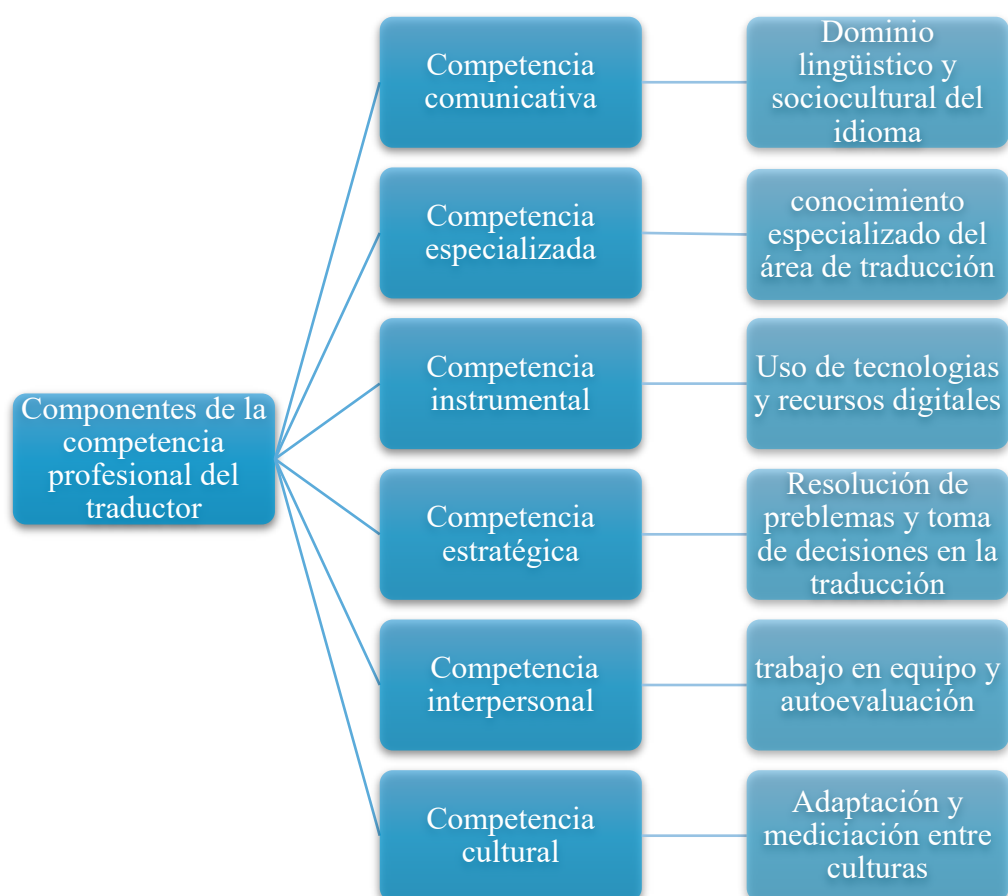 Componentes de la
competencia
profesional del
traductor
Competencia
comunicativa
Dominio
lingüistico y
sociocultural del
idioma
Competencia
especializada
conocimiento
especializado del
área de traducción
Competencia
instrumental
Uso de tecnologias
y recursos digitales
Competencia
estratégica
Resolución de
preblemas y toma
de decisiones en la
traducción
Competencia
interpersonal
trabajo en equipo y
autoevaluación
Competencia
cultural
Adaptación y
mediciación entre
culturas